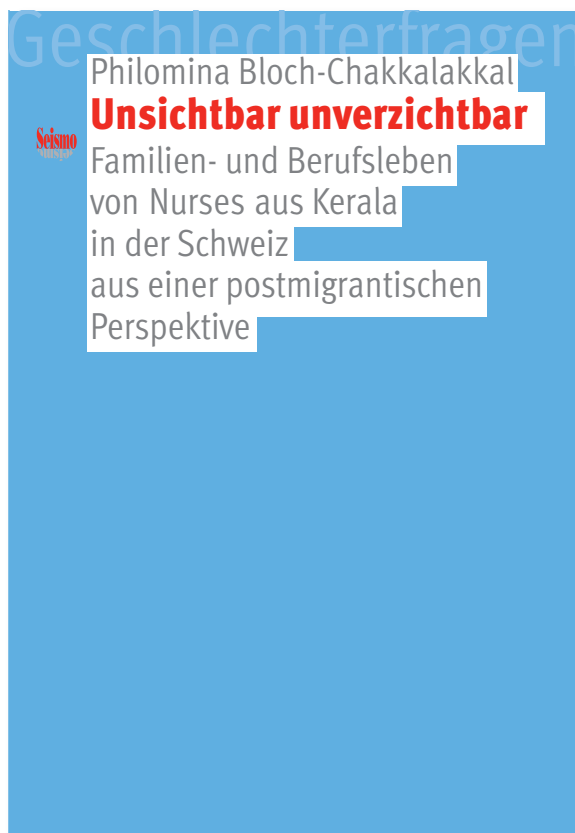 Geschlechterfragen
Philomina Bloch-Chakkalakkal
Unsichtbar unverzichtbar
Seismo
Familien- und Berufsleben
von Nurses aus Kerala
in der Schweiz
aus einer postmigrantischen
Perspektive